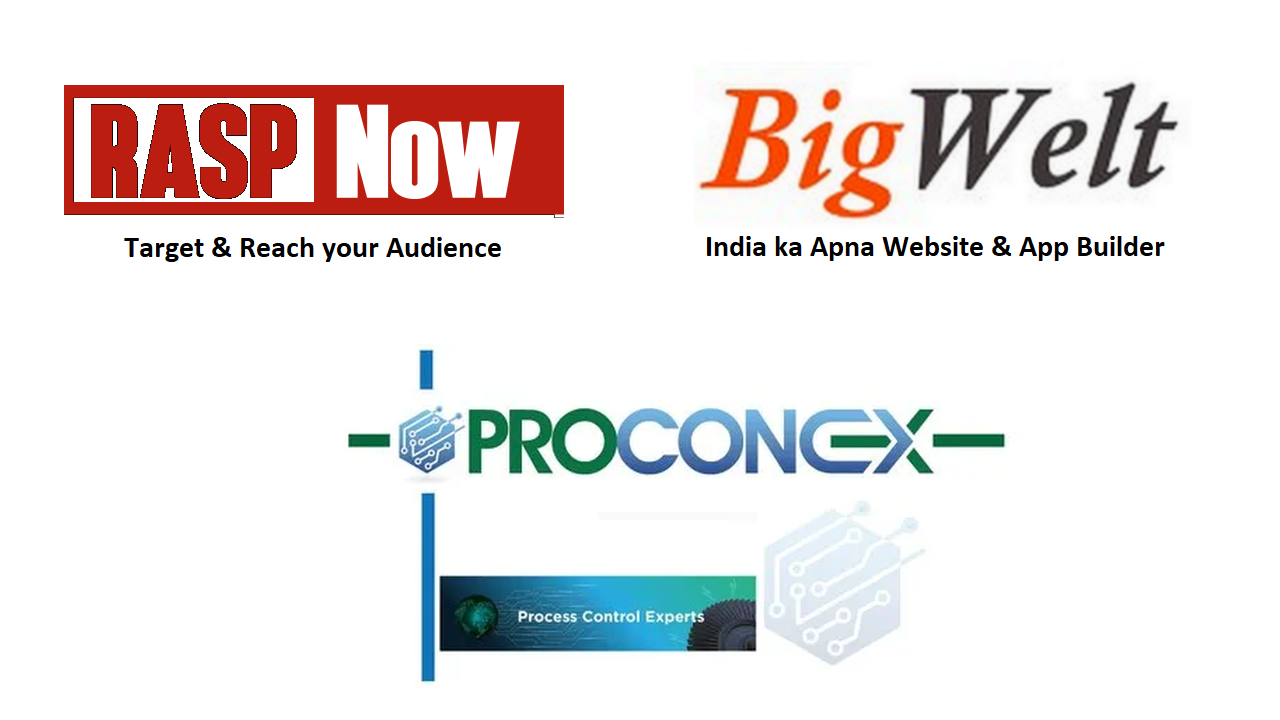 RASP Now
BigWelt
Target & Reach your Audience
India ka Apna Website & App Builder
PROCONEX
Process Control Experts